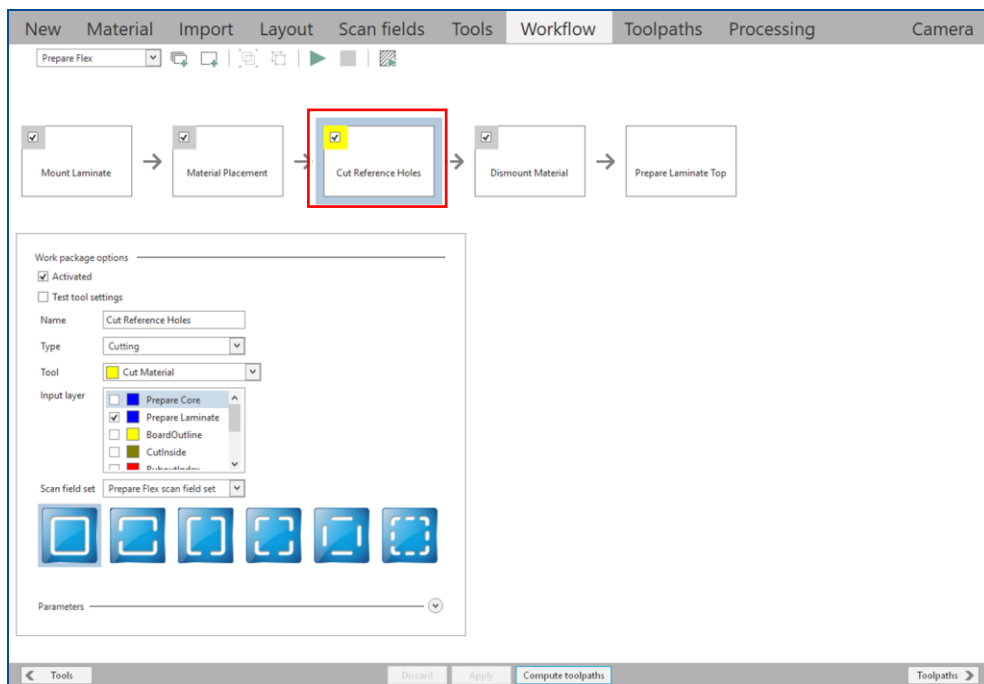 New Material Import Layout Scan fields Tools Workflow Toolpaths Processing Camera
Prepare Flex
Mount Laminate
Material Placement
Cut Reference Holes
Dismount Material
Prepare Laminate Top
Work package options
Activated
Test tool settings
Name Cut Reference Holes
Type Cutting
Tool Cut Material
Input layer
Prepare Core
Prepare Laminate
BoardOutline
CutInside
RuboutIndex
Scan field set Prepare Flex scan field set
Parameters
Tools Discard Apply Compute toolpaths Toolpaths